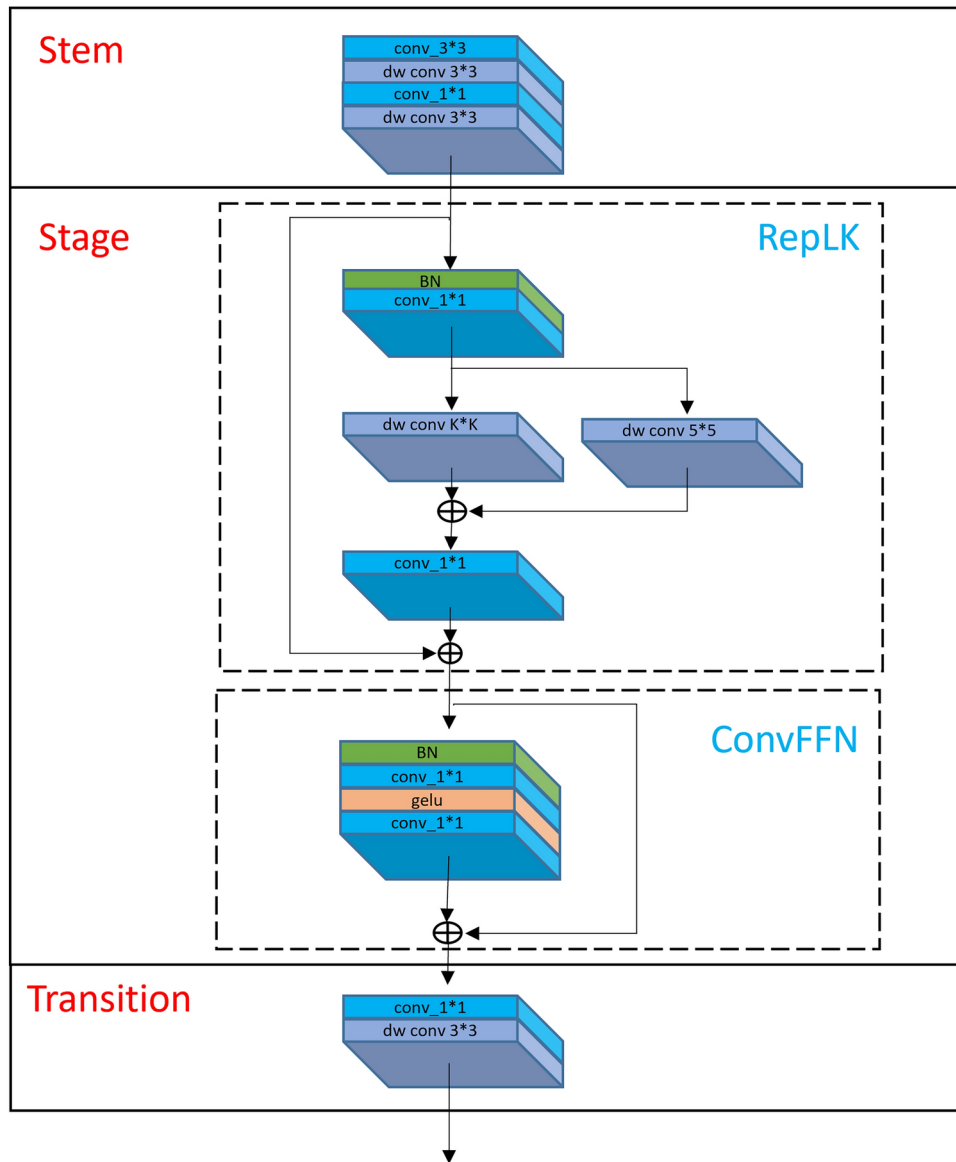 Stem
conv_3*3
dw conv 3*3
conv_1*1
dw conv 3*3
Stage
RepLK
BN
conv_1*1
dw conv K*K
dw conv 5*5
conv_1*1
ConvFFN
BN
conv_1*1
gelu
conv_1*1
Transition
conv_1*1
dw conv 3*3